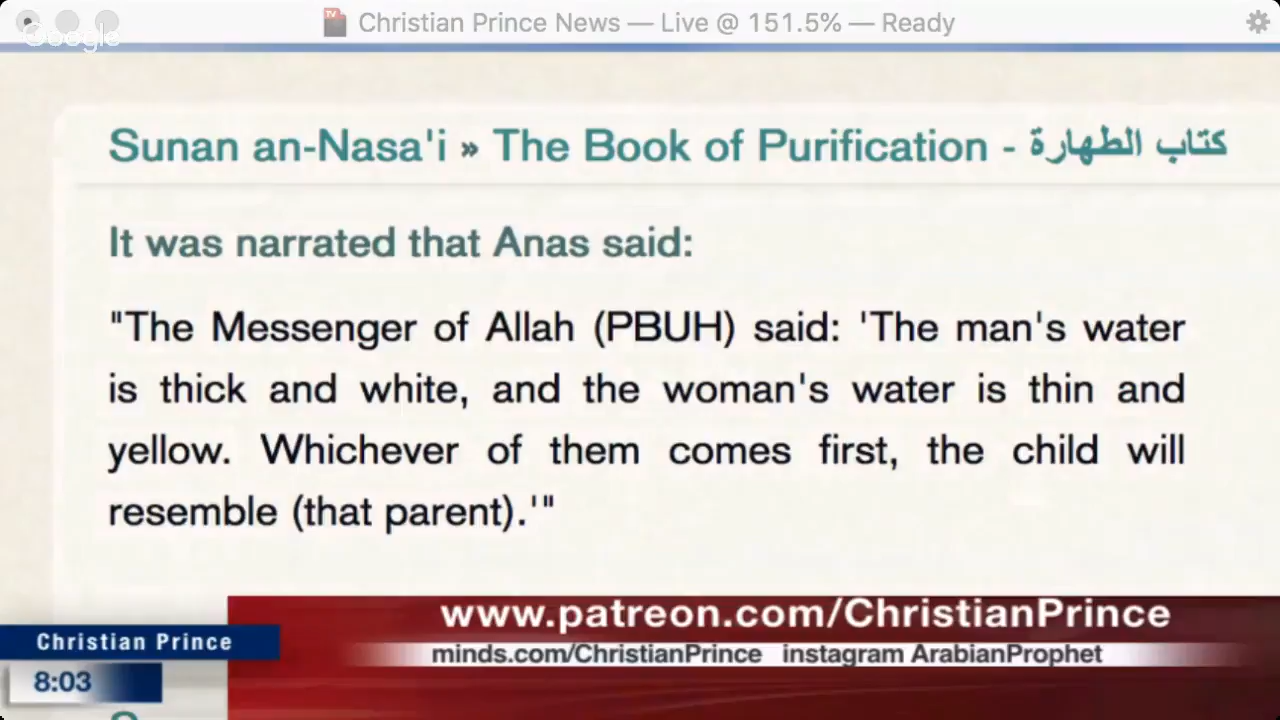 Christian Prince News — Live @ 151.5% — Ready
Google
Sunan an-Nasa'i » The Book of Purification - كتاب الطهارة
It was narrated that Anas said:
"The Messenger of Allah (PBUH) said: 'The man's water
is thick and white, and the woman's water is thin and
yellow. Whichever of them comes first, the child will
resemble (that parent).'"
www.patreon.com/ChristianPrince
Christian Prince
minds.com/ChristianPrince instagram ArabianProphet
8:03